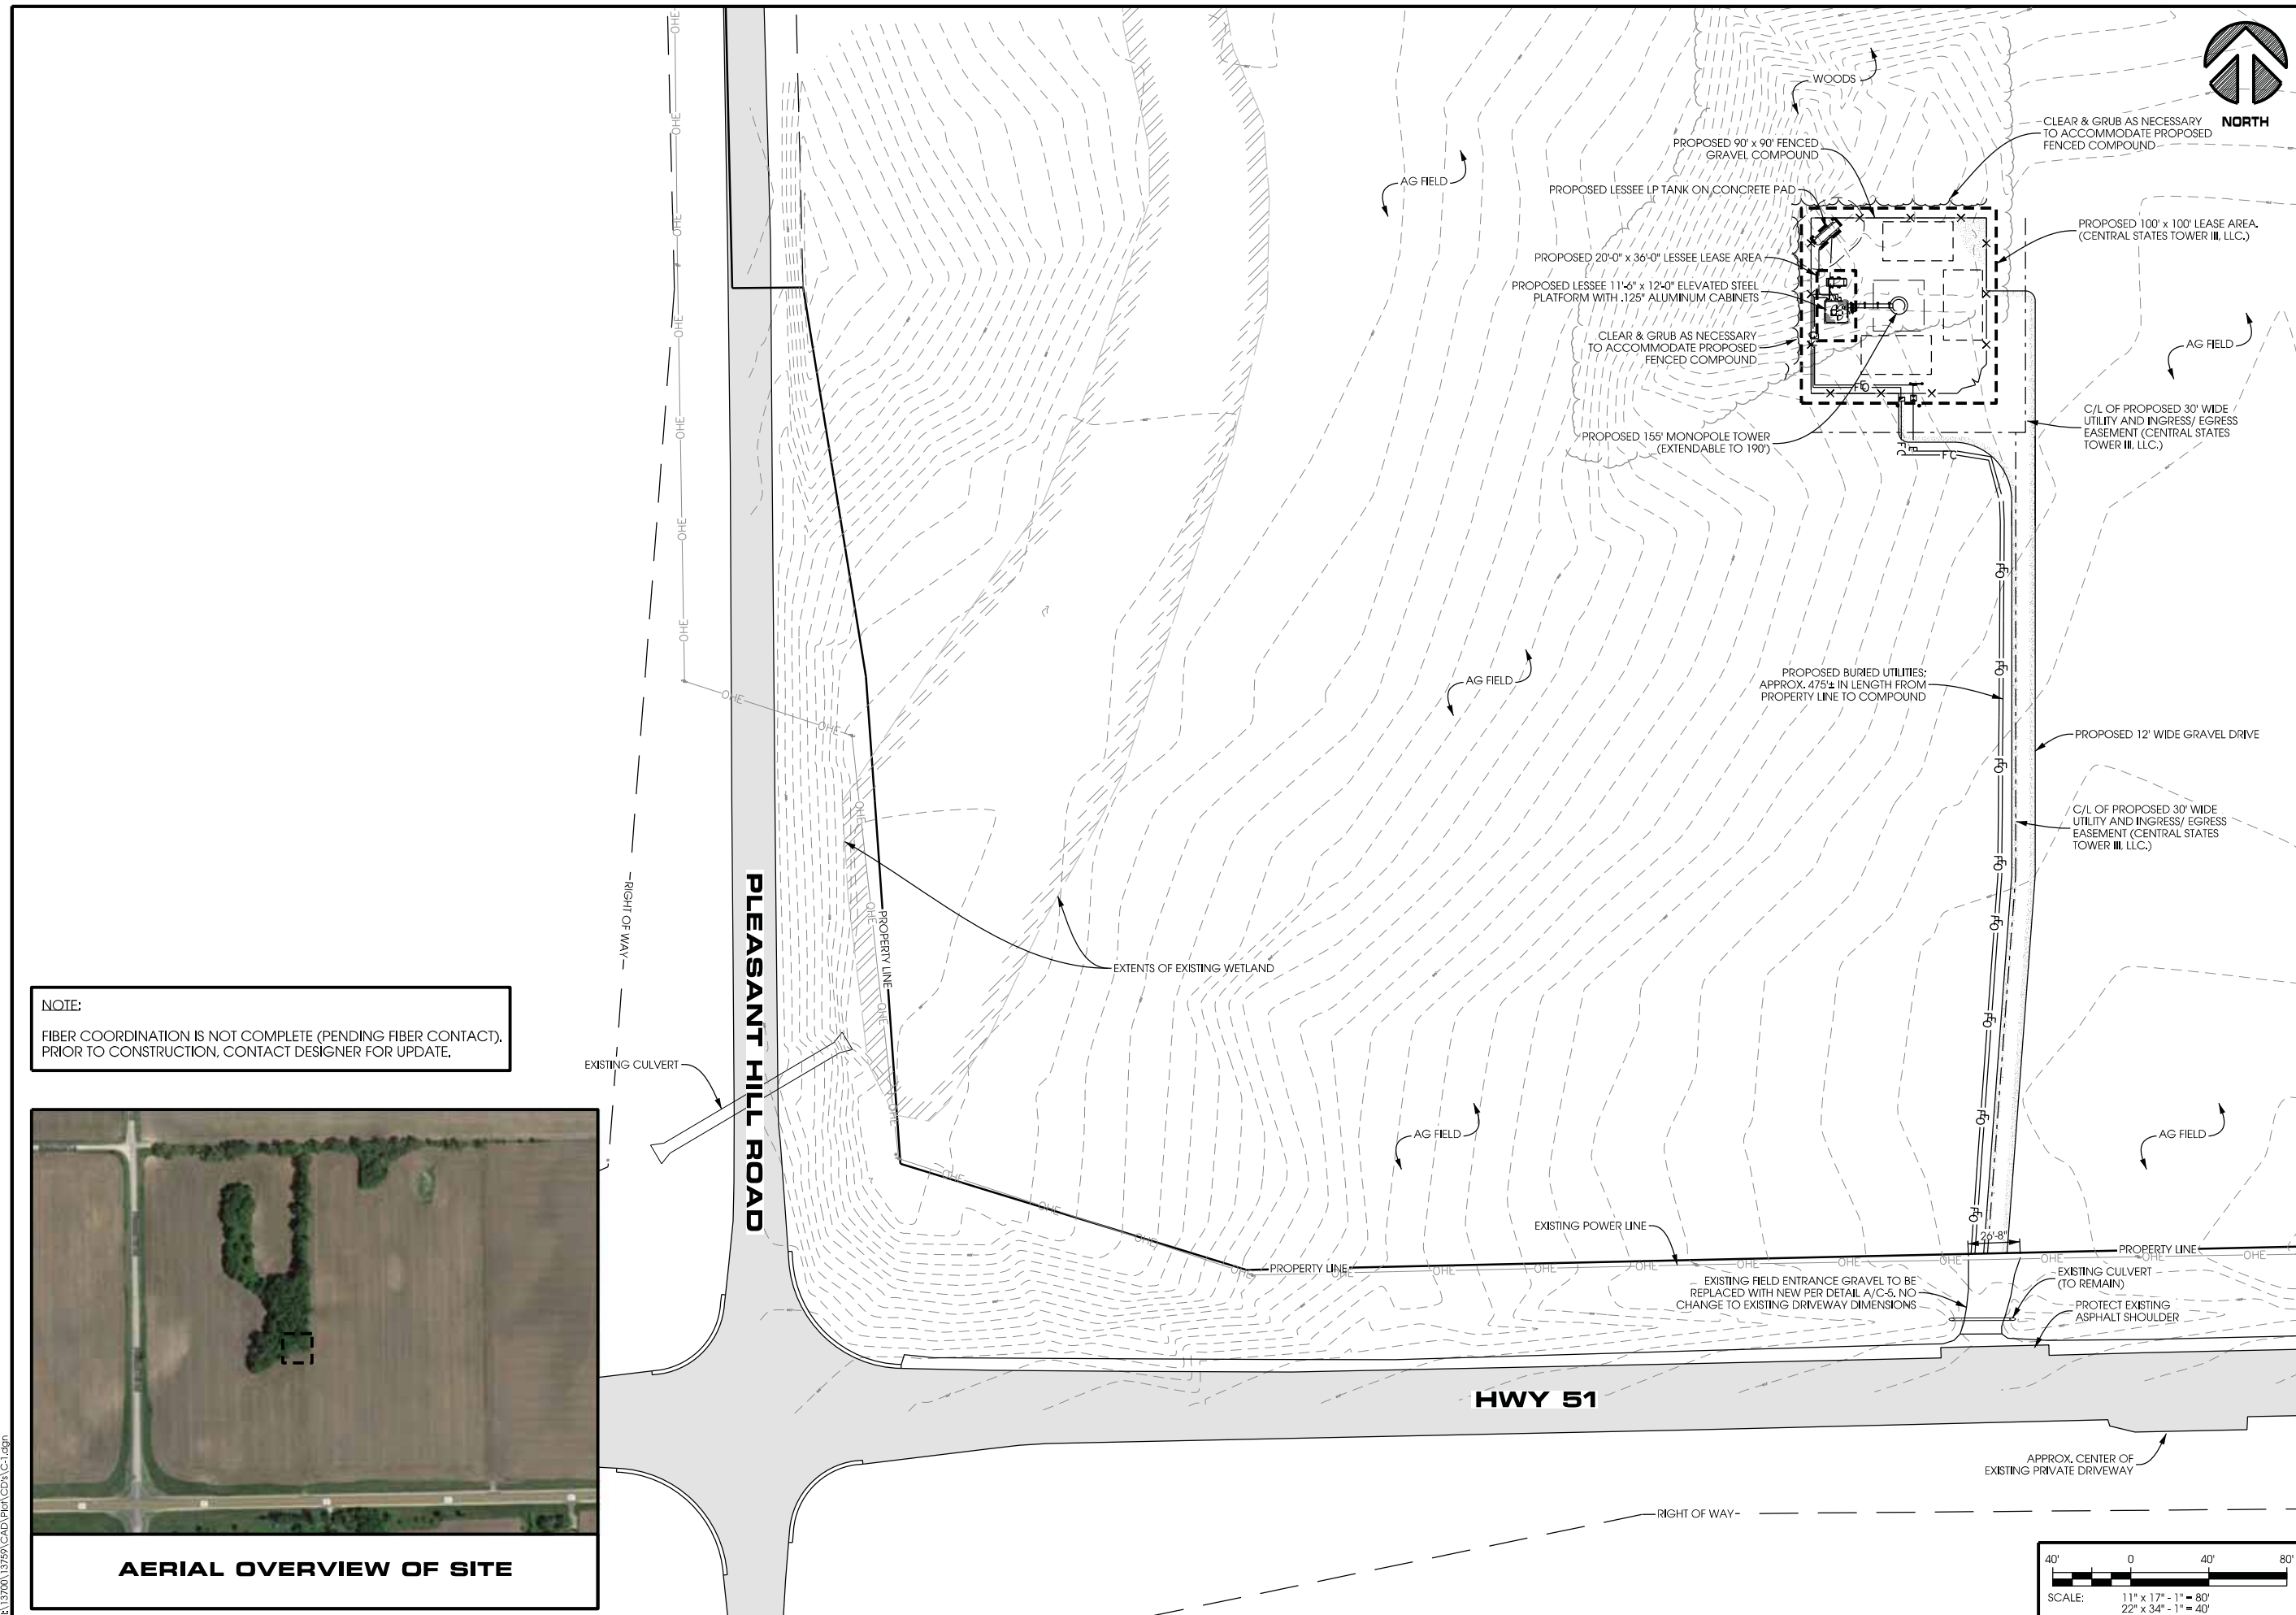 NORTH
WOODS
CLEAR & GRUB AS NECESSARY
TO ACCOMMODATE PROPOSED
FENCED COMPOUND
PROPOSED 90' x 90' FENCED
GRAVEL COMPOUND
AG FIELD
PROPOSED LESSEE LP TANK ON CONCRETE PAD
PROPOSED 100' x 100' LEASE AREA.
(CENTRAL STATES TOWER III, LLC.)
PROPOSED 20'-0" x 36'-0" LESSEE LEASE AREA
PROPOSED LESSEE 11'-6" x 12'-0" ELEVATED STEEL
PLATFORM WITH .125" ALUMINUM CABINETS
CLEAR & GRUB AS NECESSARY
TO ACCOMMODATE PROPOSED
FENCED COMPOUND
AG FIELD
C/L OF PROPOSED 30' WIDE
UTILITY AND INGRESS/ EGRESS
EASEMENT (CENTRAL STATES
TOWER III, LLC.)
PROPOSED 155' MONOPOLE TOWER
(EXTENDABLE TO 190')
AG FIELD
PROPOSED BURIED UTILITIES;
APPROX. 475'± IN LENGTH FROM
PROPERTY LINE TO COMPOUND
PROPOSED 12' WIDE GRAVEL DRIVE
C/L OF PROPOSED 30' WIDE
UTILITY AND INGRESS/ EGRESS
EASEMENT (CENTRAL STATES
TOWER III, LLC.)
RIGHT OF WAY
PLEASANT HILL ROAD
PROPERTY LINE
OHE
EXTENTS OF EXISTING WETLAND
NOTE:
FIBER COORDINATION IS NOT COMPLETE (PENDING FIBER CONTACT).
PRIOR TO CONSTRUCTION, CONTACT DESIGNER FOR UPDATE.
EXISTING CULVERT
AG FIELD
AG FIELD
EXISTING POWER LINE
26'-8"
PROPERTY LINE
PROPERTY LINE
EXISTING FIELD ENTRANCE GRAVEL TO BE
REPLACED WITH NEW PER DETAIL A/C-5. NO
CHANGE TO EXISTING DRIVEWAY DIMENSIONS
EXISTING CULVERT
(TO REMAIN)
PROTECT EXISTING
ASPHALT SHOULDER
HWY 51
APPROX. CENTER OF
EXISTING PRIVATE DRIVEWAY
RIGHT OF WAY
AERIAL OVERVIEW OF SITE
40' 0 40' 80'
SCALE: 11" x 17" - 1" = 80'
22" x 34" - 1" = 40'